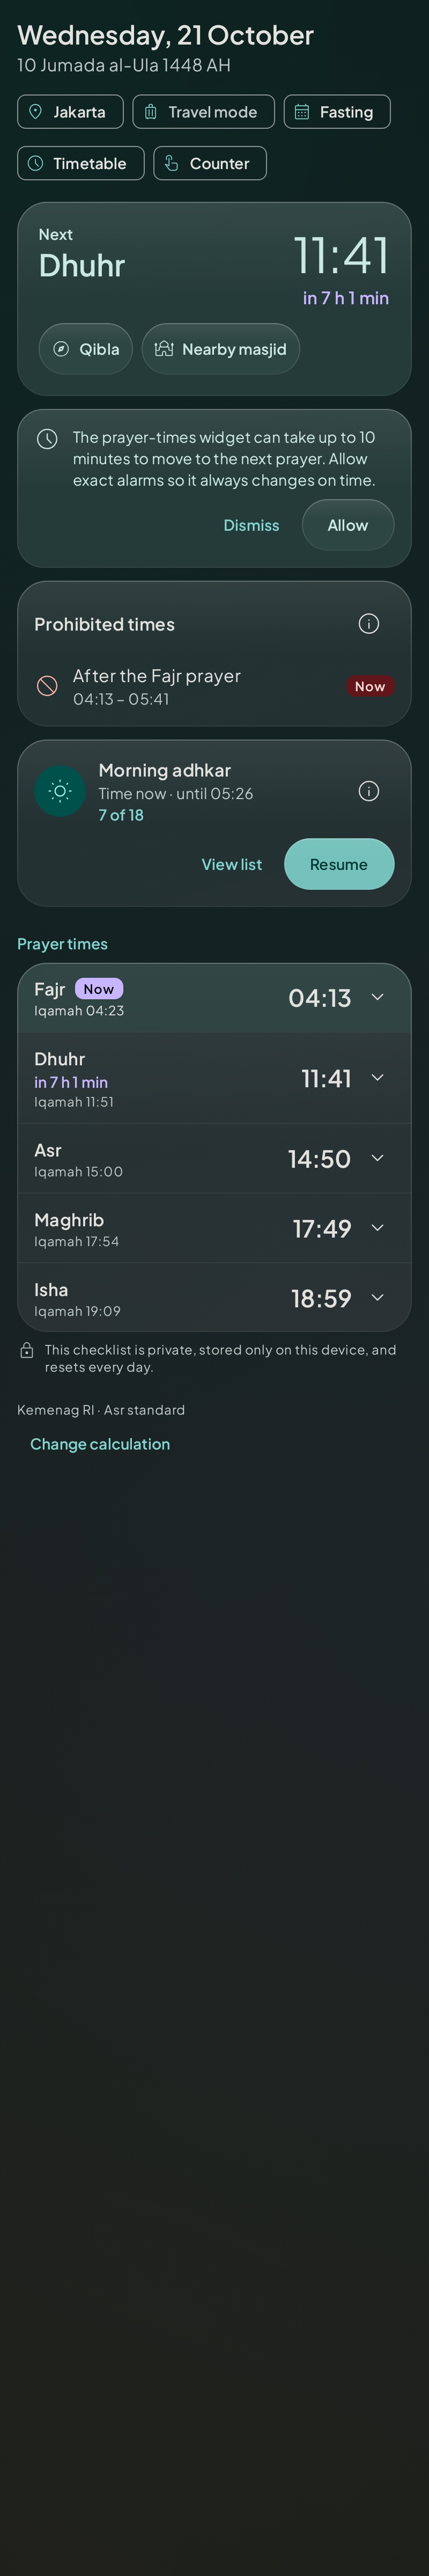 Wednesday, 21 October
10 Jumada al-Ula 1448 AH
Jakarta
Travel mode
Fasting
Timetable
Counter
Next
Dhuhr
11:41
in 7 h 1 min
Qibla
Nearby masjid
The prayer-times widget can take up to 10
minutes to move to the next prayer. Allow
exact alarms so it always changes on time.
Dismiss
Allow
Prohibited times
After the Fajr prayer
04:13 – 05:41
Now
Morning adhkar
Time now · until 05:26
7 of 18
View list
Resume
Prayer times
Fajr
Now
Iqamah 04:23
04:13
Dhuhr
in 7 h 1 min
Iqamah 11:51
11:41
Asr
Iqamah 15:00
14:50
Maghrib
Iqamah 17:54
17:49
Isha
Iqamah 19:09
18:59
This checklist is private, stored only on this device, and
resets every day.
Kemenag RI · Asr standard
Change calculation